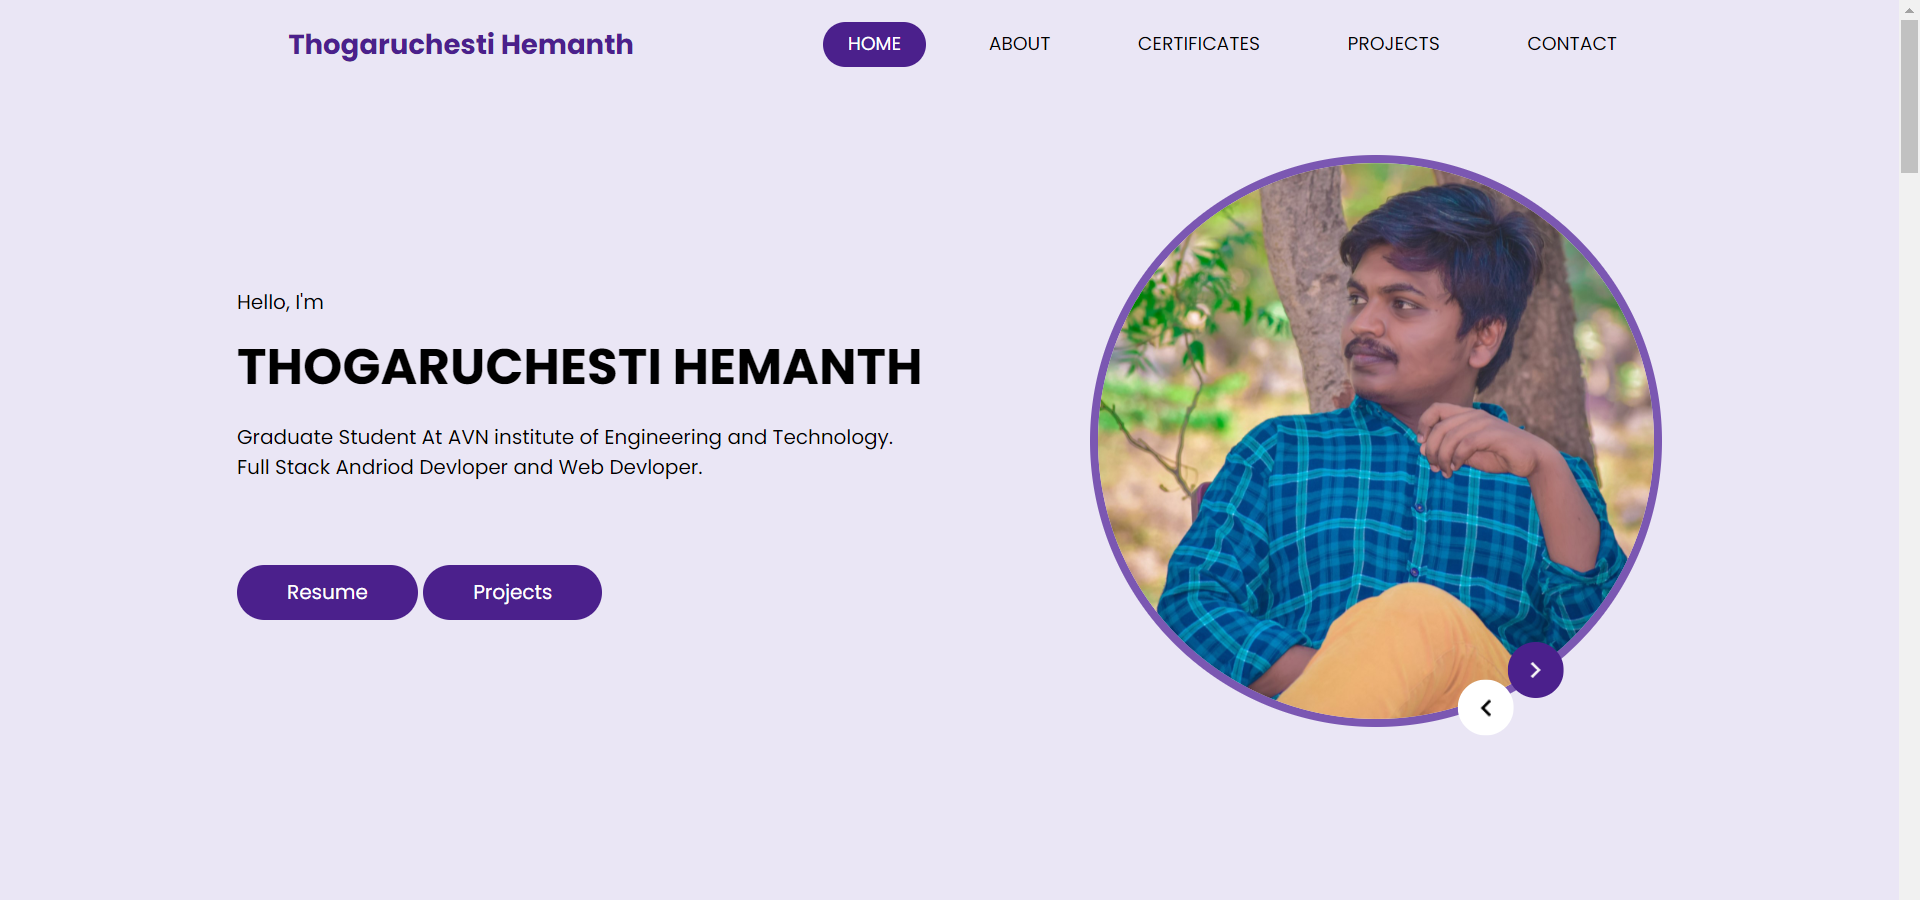 Thogaruchesti Hemanth
HOME
ABOUT
CERTIFICATES
PROJECTS
CONTACT
Hello, I'm
THOGARUCHESTI HEMANTH
Graduate Student At AVN institute of Engineering and Technology.
Full Stack Andriod Devloper and Web Devloper.
Resume
Projects